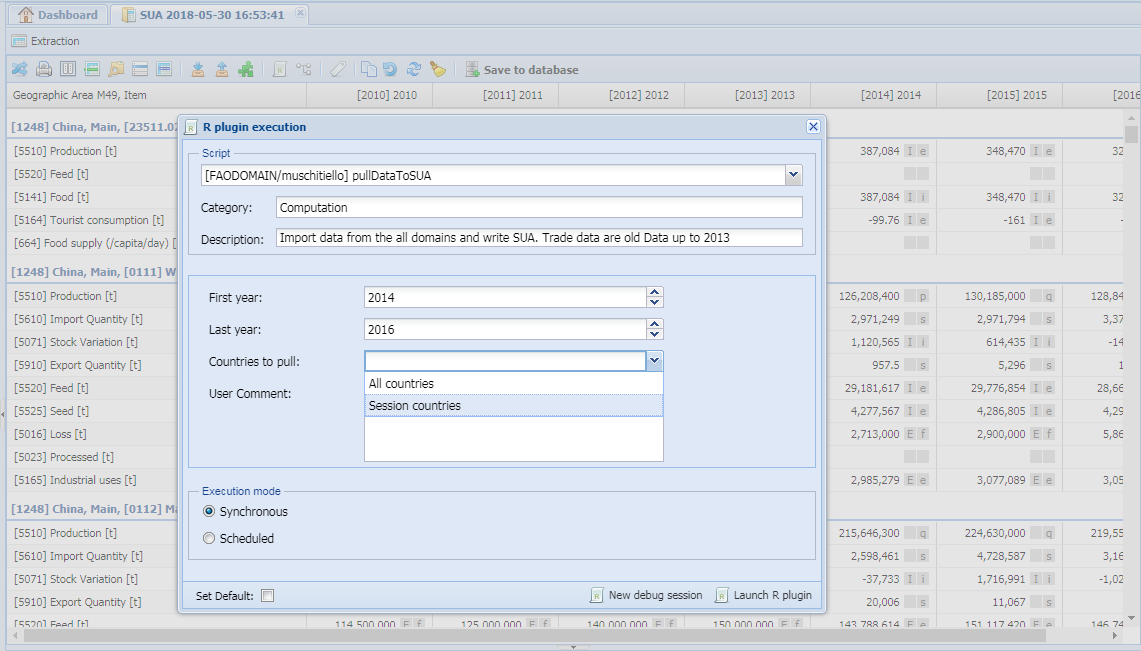 Dashboard SUA 2018-05-30 16:53:41
Extraction
Save to database
Geographic Area M49, Item [2010] 2010 [2011] 2011 [2012] 2012 [2013] 2013 [2014] 2014 [2015] 2015 [2016
[1248] China, Main, [23511.02
R plugin execution
[5510] Production [t] 387,084 I e 348,470 I e 32
Script
[5520] Feed [t]
[FAODOMAIN/muschitiello] pullDataToSUA
[5141] Food [t] 387,084 I i 348,470 I i 32
Category: Computation
[5164] Tourist consumption [t] -99.76 I e -161 I e -
Description: Import data from the all domains and write SUA. Trade data are old Data up to 2013
[664] Food supply (/capita/day) [
[1248] China, Main, [0111] W
First year: 2014
[5510] Production [t] 126,208,400 p 130,185,000 q 128,84
[5610] Import Quantity [t] 2,971,249 s 2,971,794 s 3,37
Last year: 2016
[5071] Stock Variation [t] 1,120,565 I i 614,435 I i -14
Countries to pull:
[5910] Export Quantity [t] 957.5 s 5,296 s 1
All countries
[5520] Feed [t] 29,181,617 I e 29,776,854 I e 28,66
User Comment:
Session countries
[5525] Seed [t] 4,277,567 I e 4,286,805 I e 4,29
[5016] Loss [t] 2,713,000 E f 2,900,000 E f 5,86
[5023] Processed [t]
[5165] Industrial uses [t] 2,985,279 E e 3,077,089 E e 3,05
Execution mode
[1248] China, Main, [0112] Ma
Synchronous
[5510] Production [t] 215,646,300 q 224,630,000 q 219,55
Scheduled
[5610] Import Quantity [t] 2,598,461 s 4,728,587 s 3,16
[5071] Stock Variation [t] -37,733 I i 1,716,991 I i -1,02
Set Default: New debug session Launch R plugin
[5910] Export Quantity [t] 20,006 s 11,067 s
[5520] Feed [t] 114,500,000 E f 125,000,000 E f 140,000,000 E f 150,000,000 E f 143,788,614 I e 151,117,420 I e 146,74